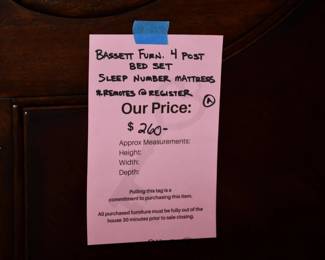 BASSETT FURN. 4 POST
BED SET
SLEEP NUMBER MATTRESS
*REMOTES @ REGISTER
A
Our Price:
$ 260-
Approx Measurements:
Height:
Width:
Depth:
Pulling this tag is a
commitment to purchasing this item.
All purchased furniture must be fully out of the
house 30 minutes prior to sale closing.